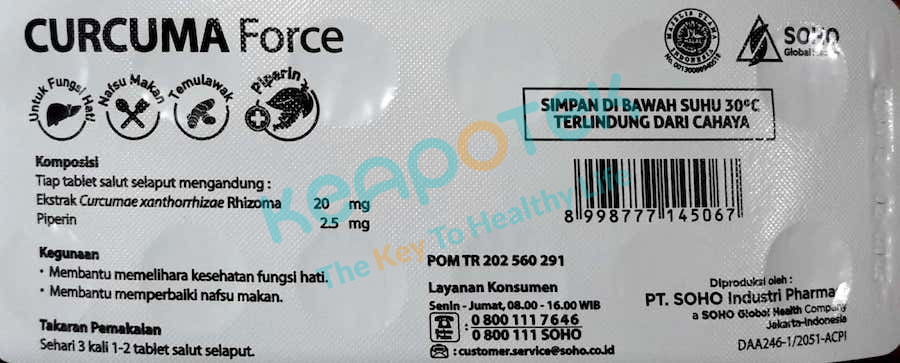 CURCUMA Force
Untuk Fungsi Hati
Nafsu Makan
Temulawak
Piperin
MAJELIS ULAMA INDONESIA
SOHO
Global
SIMPAN DI BAWAH SUHU 30°C
TERLINDUNG DARI CAHAYA
Komposisi
Tiap tablet salut selaput mengandung :
Ekstrak Curcumae xanthorrhizae Rhizoma 20 mg
Piperin 2.5 mg
8 998777 145067
KeapoTek
The Key To Healthy Life
Kegunaan
• Membantu memelihara kesehatan fungsi hati.
• Membantu memperbaiki nafsu makan.
Takaran Pemakaian
Sehari 3 kali 1-2 tablet salut selaput.
POM TR 202 560 291
Layanan Konsumen
Senin - Jumat, 08.00 - 16.00 WIB
: 0 800 111 7646
0 800 111 SOHO
: customer.service@soho.co.id
Diproduksi oleh :
PT. SOHO Industri Pharmasi
a SOHO Global Health Company
Jakarta-Indonesia
DAA246-1/2051-ACPI